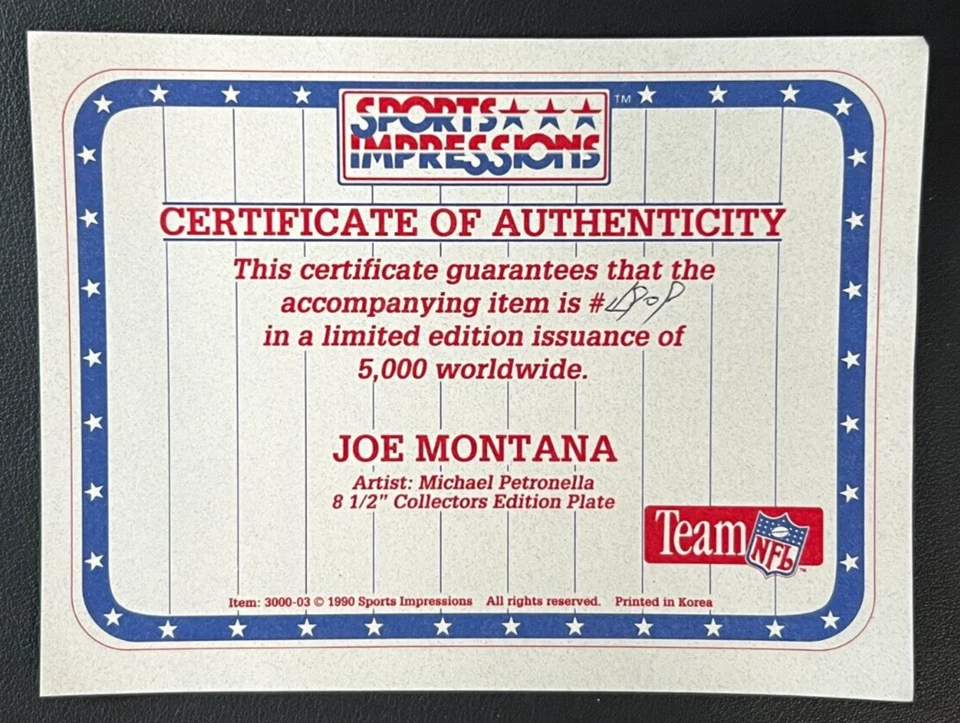 SPORTS
IMPRESSIONS TM
CERTIFICATE OF AUTHENTICITY
This certificate guarantees that the
accompanying item is #
in a limited edition issuance of
5,000 worldwide.
JOE MONTANA
Artist: Michael Petronella
8 1/2" Collectors Edition Plate
Team NFL
Item: 3000-03 © 1990 Sports Impressions All rights reserved. Printed in Korea